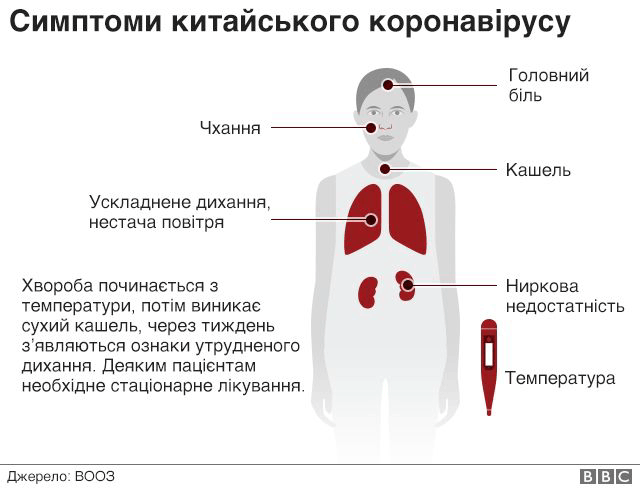 Симптоми китайського коронавірусу
Головний
біль
Чхання
Кашель
Ускладнене дихання,
нестача повітря
Хвороба починається з
температури, потім виникає
сухий кашель, через тиждень
з’являються ознаки утрудненого
дихання. Деяким пацієнтам
необхідне стаціонарне лікування.
Ниркова
недостатність
Температура
Джерело: ВООЗ
BBC